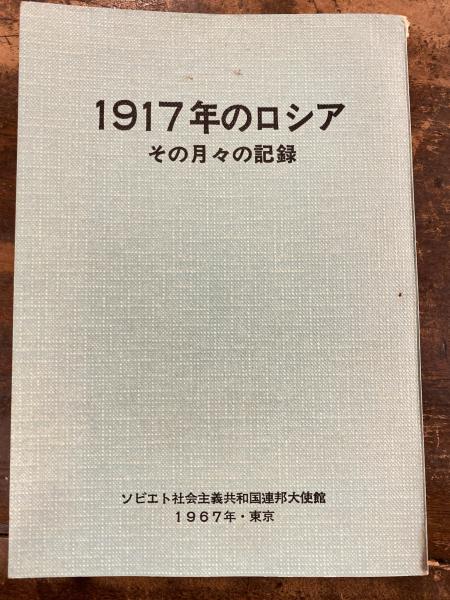 1917年のロシア
その月々の記録
ソビエト社会主義共和国連邦大使館
1967年・東京